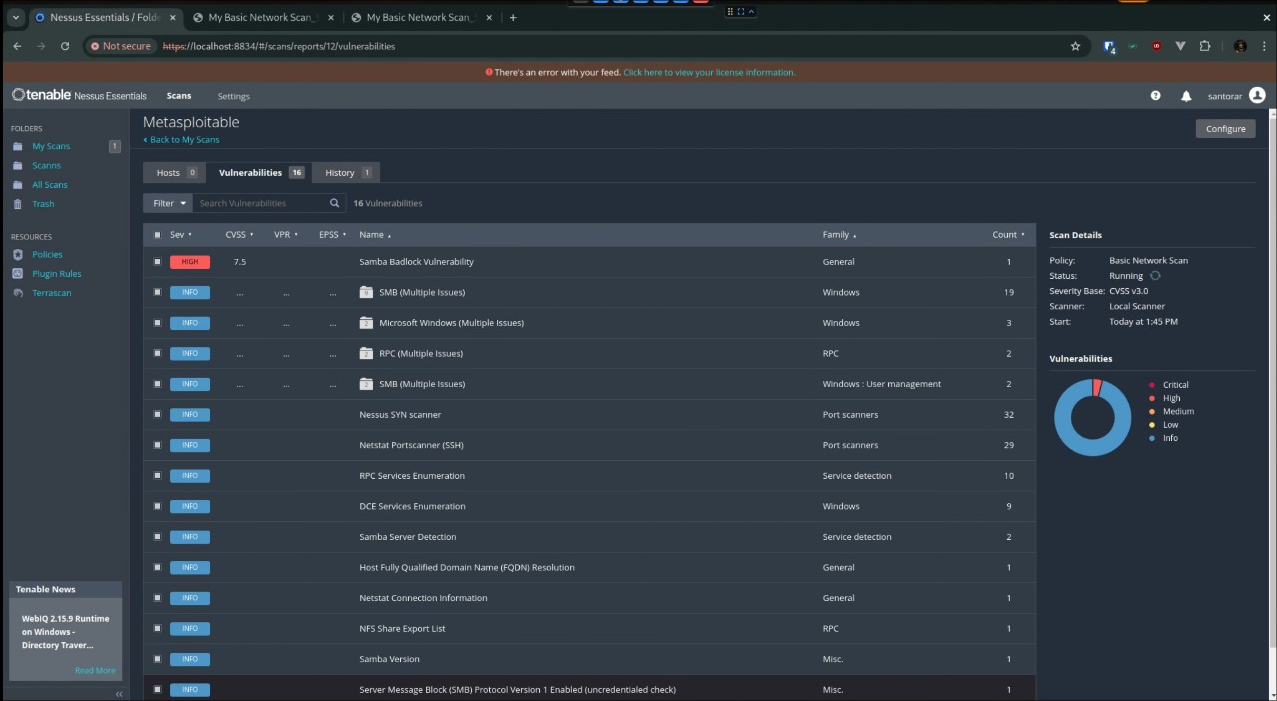 Nessus Essentials / Folde × My Basic Network Scan_ × My Basic Network Scan_ × +
Not secure https://localhost:8834/#/scans/reports/12/vulnerabilities
There's an error with your feed. Click here to view your license information.
tenable Nessus Essentials Scans Settings santorar
FOLDERS
My Scans 1
Scanns
All Scans
Trash
RESOURCES
Policies
Plugin Rules
Terrascan
Tenable News
WebIQ 2.15.9 Runtime
on Windows -
Directory Traver...
Read More
Metasploitable
Back to My Scans
Configure
Hosts 0 Vulnerabilities 16 History 1
Filter Search Vulnerabilities 16 Vulnerabilities
Sev CVSS VPR EPSS Name Family Count
HIGH 7.5 Samba Badlock Vulnerability General 1
INFO ... ... ... 9 SMB (Multiple Issues) Windows 19
INFO ... ... ... 2 Microsoft Windows (Multiple Issues) Windows 3
INFO ... ... ... 2 RPC (Multiple Issues) RPC 2
INFO ... ... ... 2 SMB (Multiple Issues) Windows : User management 2
INFO Nessus SYN scanner Port scanners 32
INFO Netstat Portscanner (SSH) Port scanners 29
INFO RPC Services Enumeration Service detection 10
INFO DCE Services Enumeration Windows 9
INFO Samba Server Detection Service detection 2
INFO Host Fully Qualified Domain Name (FQDN) Resolution General 1
INFO Netstat Connection Information General 1
INFO NFS Share Export List RPC 1
INFO Samba Version Misc. 1
INFO Server Message Block (SMB) Protocol Version 1 Enabled (uncredentialed check) Misc. 1
Scan Details
Policy: Basic Network Scan
Status: Running
Severity Base: CVSS v3.0
Scanner: Local Scanner
Start: Today at 1:45 PM
Vulnerabilities
Critical
High
Medium
Low
Info